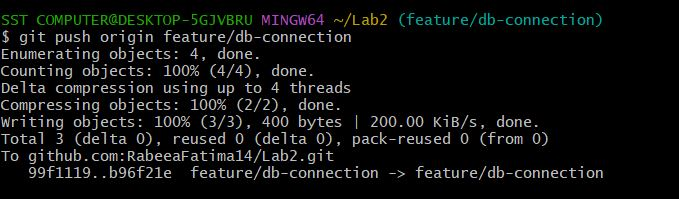 SST COMPUTER@DESKTOP-5GJVBRU MINGW64 ~/Lab2 (feature/db-connection)
$ git push origin feature/db-connection
Enumerating objects: 4, done.
Counting objects: 100% (4/4), done.
Delta compression using up to 4 threads
Compressing objects: 100% (2/2), done.
Writing objects: 100% (3/3), 400 bytes | 200.00 KiB/s, done.
Total 3 (delta 0), reused 0 (delta 0), pack-reused 0 (from 0)
To github.com:RabeeaFatima14/Lab2.git
   99f1119..b96f21e  feature/db-connection -> feature/db-connection